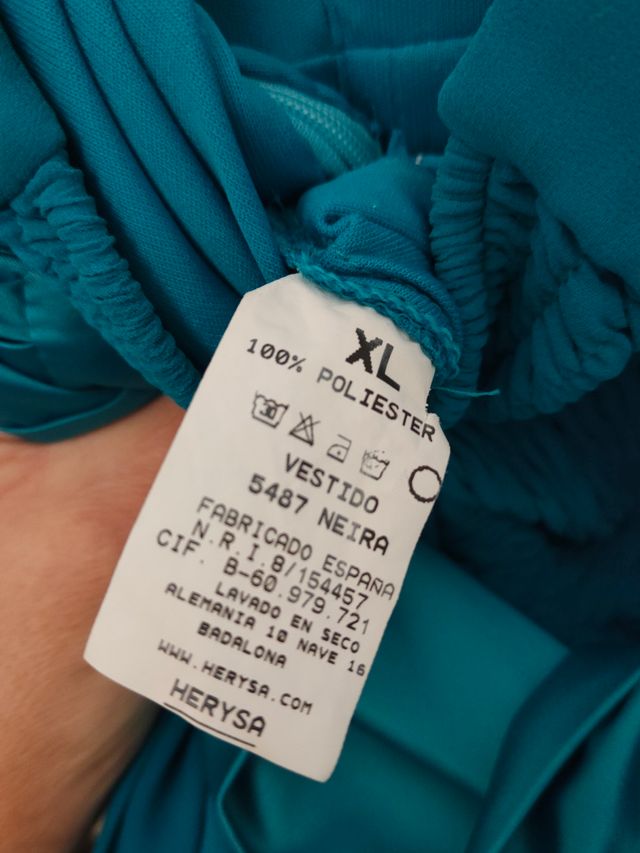 XL
100% POLIESTER
30
VESTIDO
5487 NEIRA
FABRICADO ESPAÑA
N.R.I.8/154457
CIF. B-60.979.721
LAVADO EN SECO
ALEMANIA 10 NAVE 16
BADALONA
WWW.HERYSA.COM
HERYSA